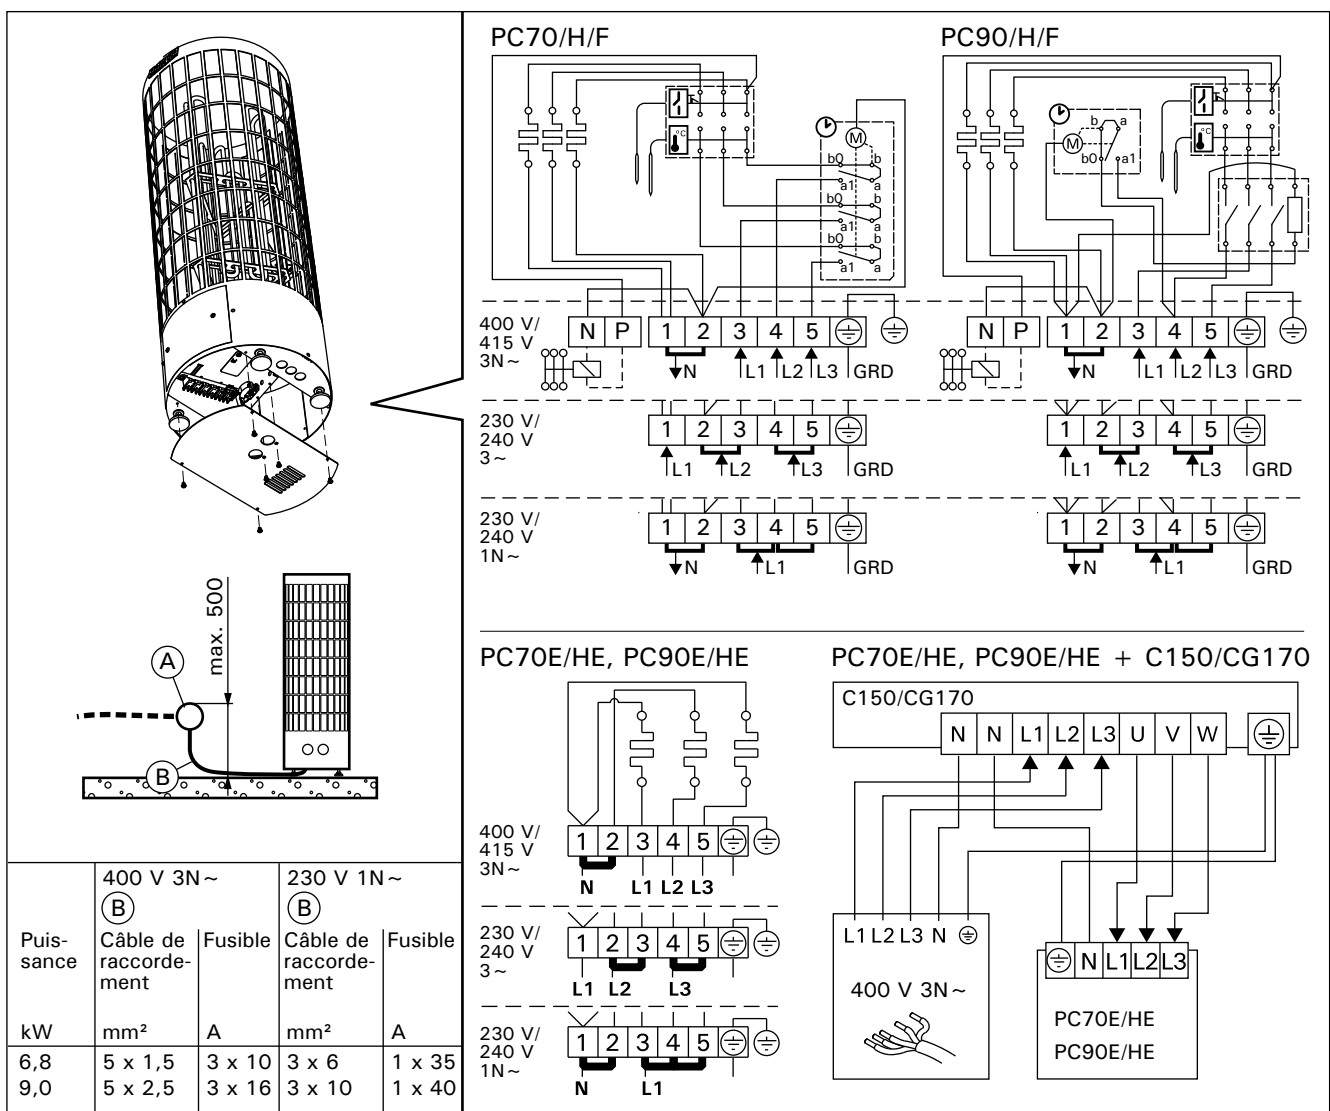 PC70/H/F
M
b0
b
a1
a
b0
b
a1
a
b0
b
a1
a
°C
400 V/
415 V
3N~
N P
1 2 3 4 5
N L1 L2 L3 GRD
230 V/
240 V
3~
1 2 3 4 5
L1 L2 L3 GRD
230 V/
240 V
1N~
1 2 3 4 5
N L1 GRD
PC90/H/F
b a
M
b0 a1
°C
N P
1 2 3 4 5
N L1 L2 L3 GRD
1 2 3 4 5
L1 L2 L3 GRD
1 2 3 4 5
N L1 GRD
max. 500
A
B
400 V 3N~ 230 V 1N~
B B
Puis- Câble de Fusible Câble de Fusible
sance raccorde- raccorde-
ment ment
kW mm² A mm² A
6,8 5 x 1,5 3 x 10 3 x 6 1 x 35
9,0 5 x 2,5 3 x 16 3 x 10 1 x 40
PC70E/HE, PC90E/HE
400 V/
415 V
3N~
1 2 3 4 5
N L1 L2 L3
230 V/
240 V
3~
1 2 3 4 5
L1 L2 L3
230 V/
240 V
1N~
1 2 3 4 5
N L1
PC70E/HE, PC90E/HE + C150/CG170
C150/CG170
N N L1 L2 L3 U V W
L1 L2 L3 N
400 V 3N~
N L1 L2 L3
PC70E/HE
PC90E/HE